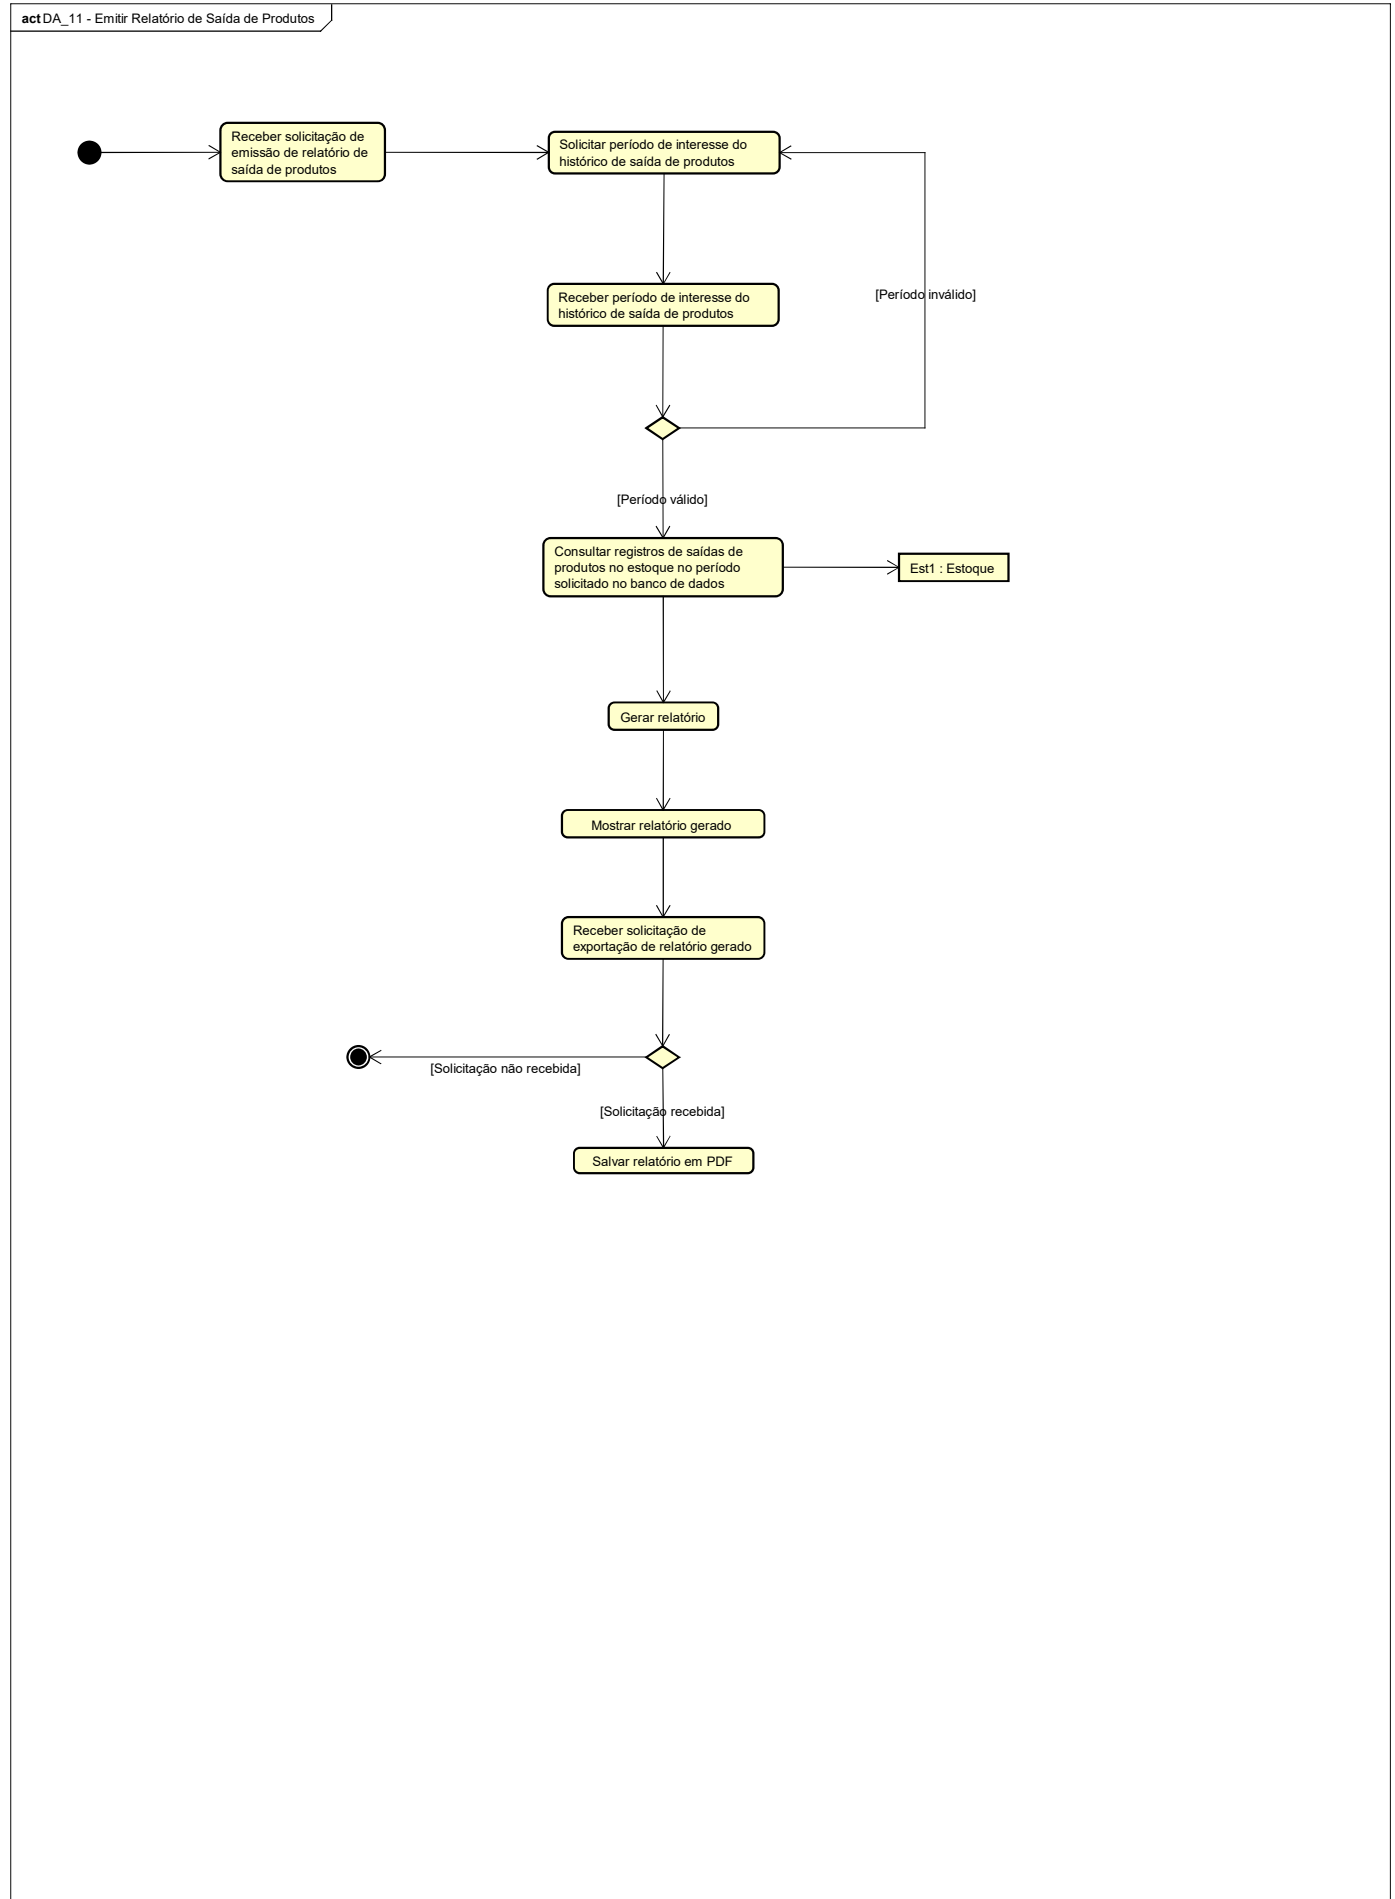 act DA_11 - Emitir Relatório de Saída de Produtos
Receber solicitação de
emissão de relatório de
saída de produtos
Solicitar período de interesse do
histórico de saída de produtos
Receber período de interesse do
histórico de saída de produtos
[Período inválido]
[Período válido]
Consultar registros de saídas de
produtos no estoque no período
solicitado no banco de dados
Est1 : Estoque
Gerar relatório
Mostrar relatório gerado
Receber solicitação de
exportação de relatório gerado
[Solicitação não recebida]
[Solicitação recebida]
Salvar relatório em PDF